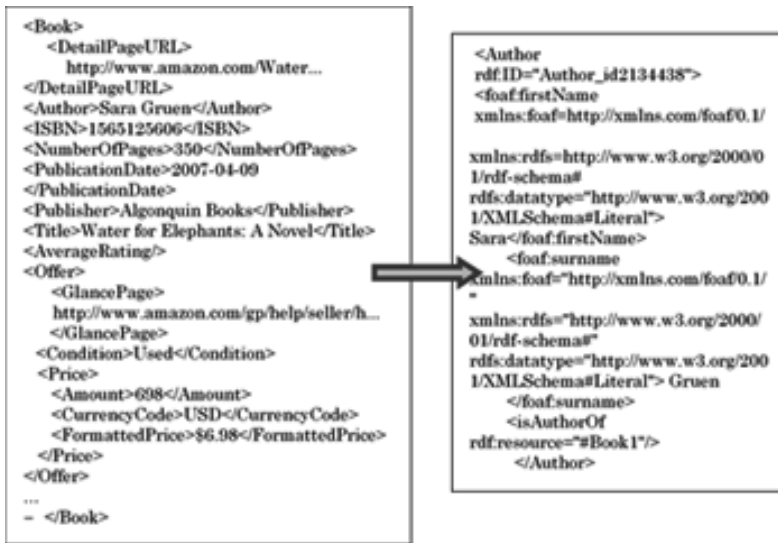 <Book>
<DetailPageURL>
http://www.amazon.com/Water...
</DetailPageURL>
<Author>Sara Gruen</Author>
<ISBN>1565125606</ISBN>
<NumberOfPages>350</NumberOfPages>
<PublicationDate>2007-04-09
</PublicationDate>
<Publisher>Algonquin Books</Publisher>
<Title>Water for Elephants: A Novel</Title>
<AverageRating/>
<Offer>
<GlancePage>
http://www.amazon.com/gp/help/seller/h...
</GlancePage>
<Condition>Used</Condition>
<Price>
<Amount>698</Amount>
<CurrencyCode>USD</CurrencyCode>
<FormattedPrice>$6.98</FormattedPrice>
</Price>
</Offer>
...
– </Book>
<Author
rdf:ID="Author_id2134438">
<foaf:firstName
xmlns:foaf=http://xmlns.com/foaf/0.1/
xmlns:rdfs=http://www.w3.org/2000/0
1/rdf-schema#
rdfs:datatype="http://www.w3.org/200
1/XMLSchema#Literal">
Sara</foaf:firstName>
<foaf:surname
xmlns:foaf="http://xmlns.com/foaf/0.1/
"
xmlns:rdfs="http://www.w3.org/2000/
01/rdf-schema#"
rdfs:datatype="http://www.w3.org/200
1/XMLSchema#Literal"> Gruen
</foaf:surname>
<isAuthorOf
rdf:resource="#Book1"/>
</Author>